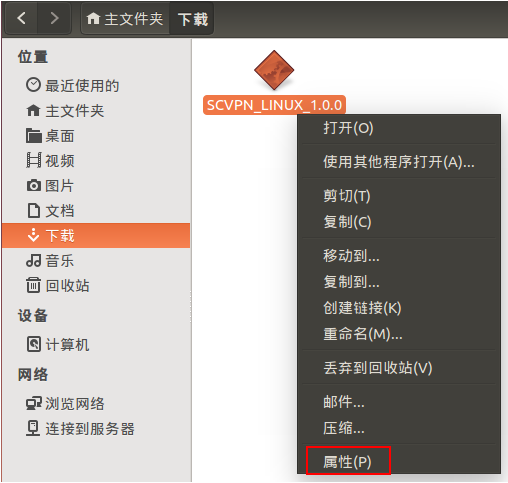 主文件夹 下载
位置
最近使用的
主文件夹
桌面
视频
图片
文档
下载
音乐
回收站
设备
计算机
网络
浏览网络
连接到服务器
SCVPN_LINUX_1.0.0
打开(O)
使用其他程序打开(A)...
剪切(T)
复制(C)
移动到...
复制到...
创建链接(K)
重命名(M)...
丢弃到回收站(V)
邮件...
压缩...
属性(P)